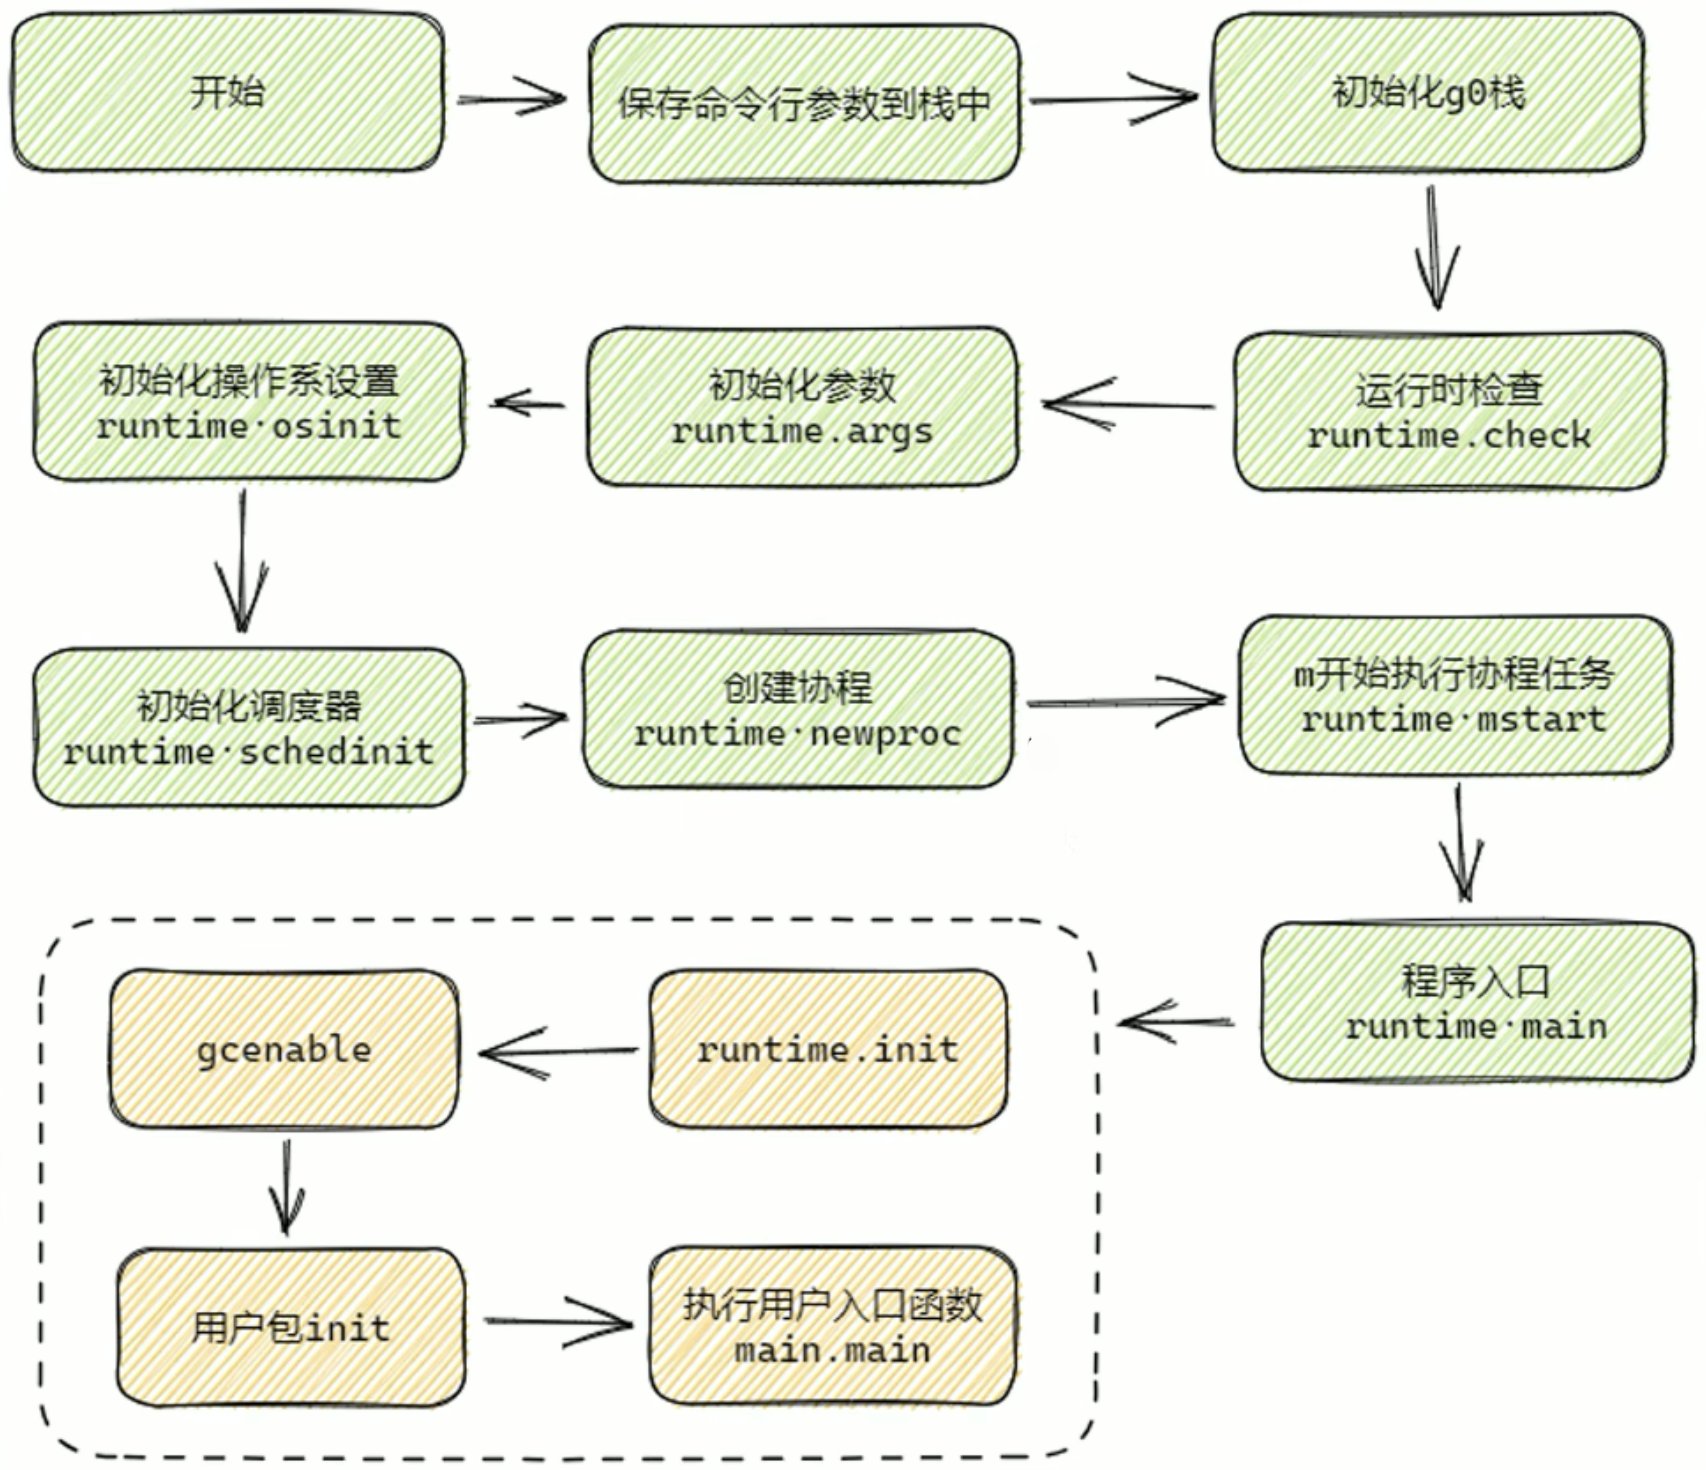 开始
保存命令行参数到栈中
初始化g0栈
运行时检查
runtime.check
初始化参数
runtime.args
初始化操作系设置
runtime·osinit
初始化调度器
runtime·schedinit
创建协程
runtime·newproc
m开始执行协程任务
runtime·mstart
程序入口
runtime·main
runtime.init
gcenable
用户包init
执行用户入口函数
main.main